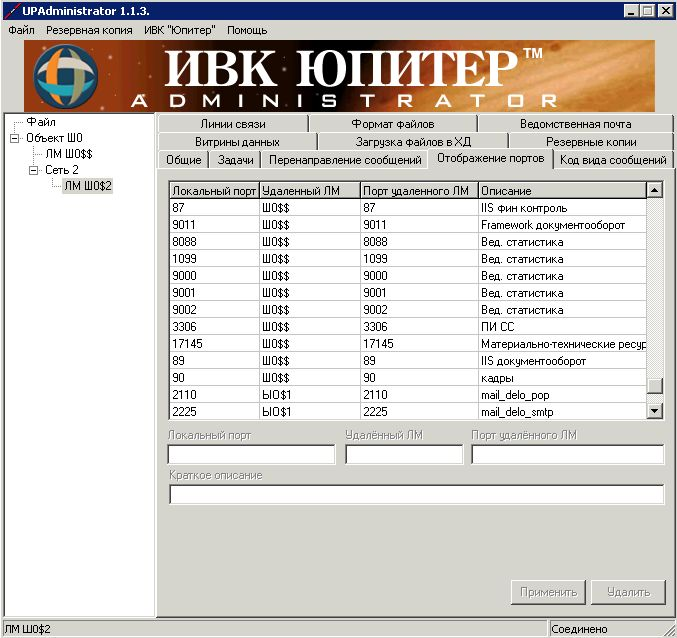 UPAdministrator 1.1.3.
Файл Резервная копия ИВК "Юпитер" Помощь
ИВК ЮПИТЕР™
ADMINISTRATOR
Файл
Объект Ш0
ЛМ Ш0$$
Сеть 2
ЛМ Ш0$2
Линии связи Формат файлов Ведомственная почта
Витрины данных Загрузка файлов в ХД Резервные копии
Общие Задачи Перенаправление сообщений Отображение портов Код вида сообщений
Локальный порт Удаленный ЛМ Порт удаленного ЛМ Описание
87 Ш0$$ 87 IIS фин контроль
9011 Ш0$$ 9011 Framework документооборот
8088 Ш0$$ 8088 Вед. статистика
1099 Ш0$$ 1099 Вед. статистика
9000 Ш0$$ 9000 Вед. статистика
9001 Ш0$$ 9001 Вед. статистика
9002 Ш0$$ 9002 Вед. статистика
3306 Ш0$$ 3306 ПИ СС
17145 Ш0$$ 17145 Материально-технические ресур
89 Ш0$$ 89 IIS документооборот
90 Ш0$$ 90 кадры
2110 ЫО$1 2110 mail_delo_pop
2225 ЫО$1 2225 mail_delo_smtp
Локальный порт Удалённый ЛМ Порт удалённого ЛМ
Краткое описание
Применить Удалить
ЛМ Ш0$2 Соединено